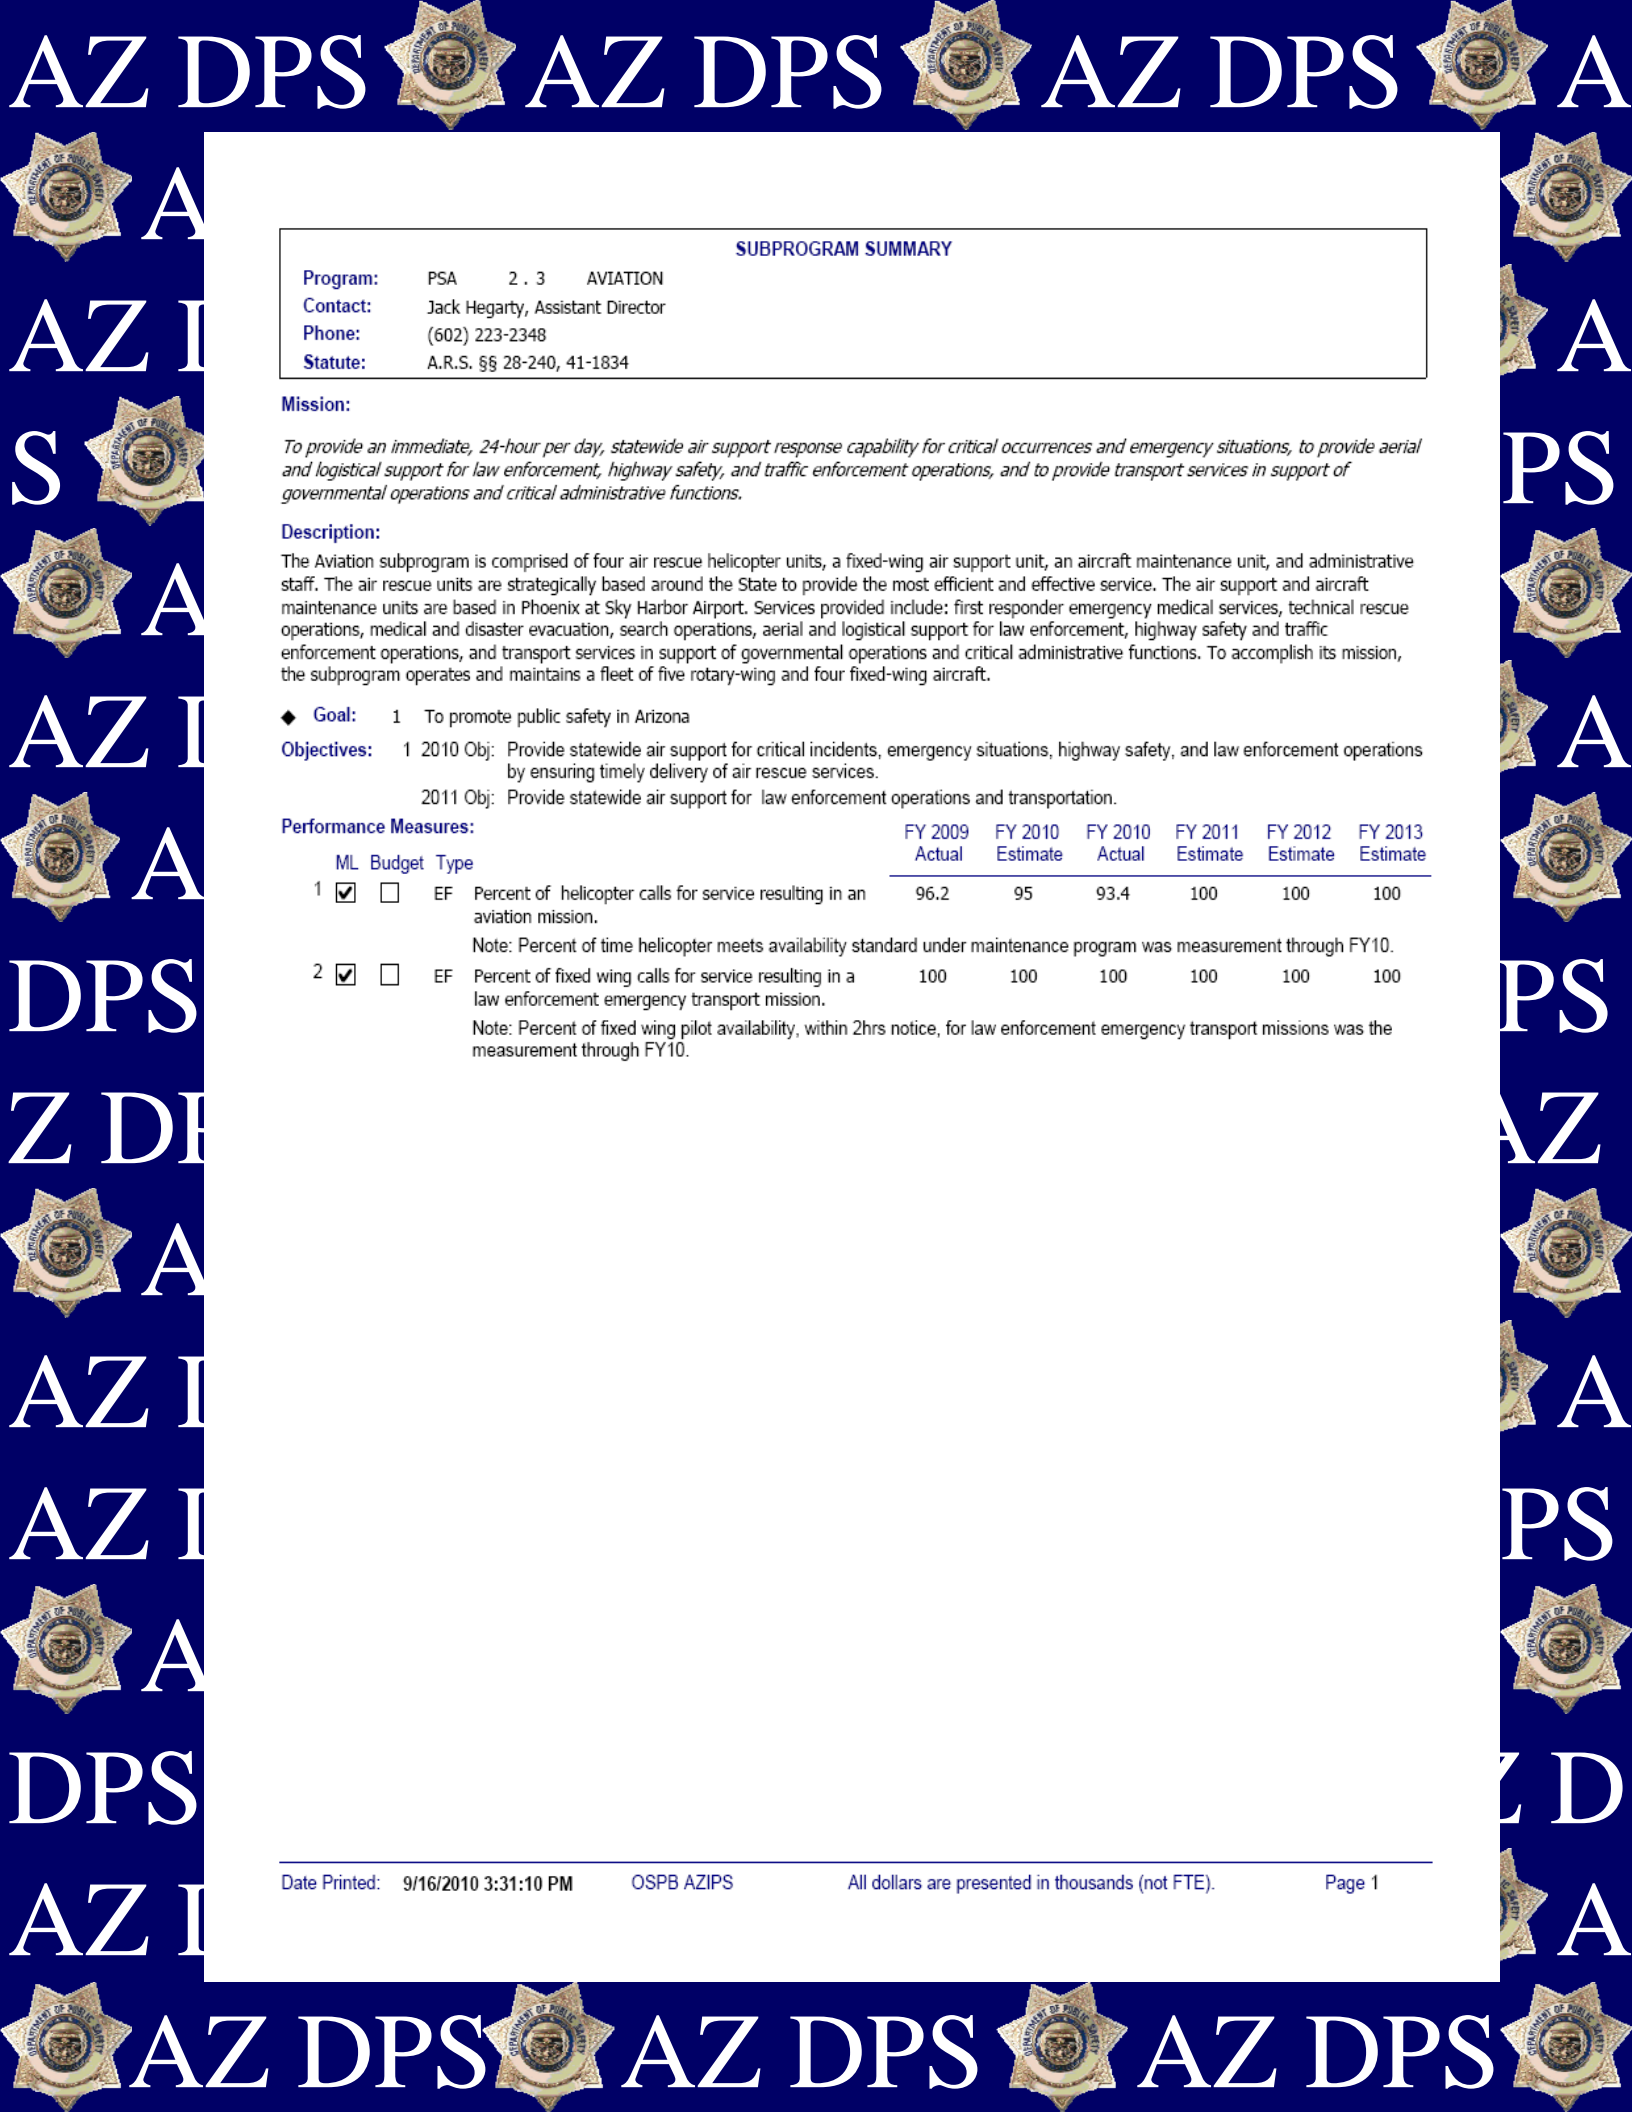 AZ DPS AZ DPS AZ DPS A
A
SUBPROGRAM SUMMARY
Program: PSA 2 . 3 AVIATION
Contact: Jack Hegarty, Assistant Director
Phone: (602) 223-2348
Statute: A.R.S. §§ 28-240, 41-1834
Mission:
To provide an immediate, 24-hour per day, statewide air support response capability for critical occurrences and emergency situations, to provide aerial
and logistical support for law enforcement, highway safety, and traffic enforcement operations, and to provide transport services in support of
governmental operations and critical administrative functions.
Description:
The Aviation subprogram is comprised of four air rescue helicopter units, a fixed-wing air support unit, an aircraft maintenance unit, and administrative
staff. The air rescue units are strategically based around the State to provide the most efficient and effective service. The air support and aircraft
maintenance units are based in Phoenix at Sky Harbor Airport. Services provided include: first responder emergency medical services, technical rescue
operations, medical and disaster evacuation, search operations, aerial and logistical support for law enforcement, highway safety and traffic
enforcement operations, and transport services in support of governmental operations and critical administrative functions. To accomplish its mission,
the subprogram operates and maintains a fleet of five rotary-wing and four fixed-wing aircraft.
◆ Goal: 1 To promote public safety in Arizona
Objectives: 1 2010 Obj: Provide statewide air support for critical incidents, emergency situations, highway safety, and law enforcement operations
by ensuring timely delivery of air rescue services.
2011 Obj: Provide statewide air support for law enforcement operations and transportation.
Performance Measures: FY 2009 FY 2010 FY 2010 FY 2011 FY 2012 FY 2013
Actual Estimate Actual Estimate Estimate Estimate
ML Budget Type
1 EF Percent of helicopter calls for service resulting in an 96.2 95 93.4 100 100 100
aviation mission.
Note: Percent of time helicopter meets availability standard under maintenance program was measurement through FY10.
2 EF Percent of fixed wing calls for service resulting in a 100 100 100 100 100 100
law enforcement emergency transport mission.
Note: Percent of fixed wing pilot availability, within 2hrs notice, for law enforcement emergency transport missions was the
measurement through FY10.
Date Printed: 9/16/2010 3:31:10 PM OSPB AZIPS All dollars are presented in thousands (not FTE). Page 1
AZ DPS AZ DPS AZ DPS